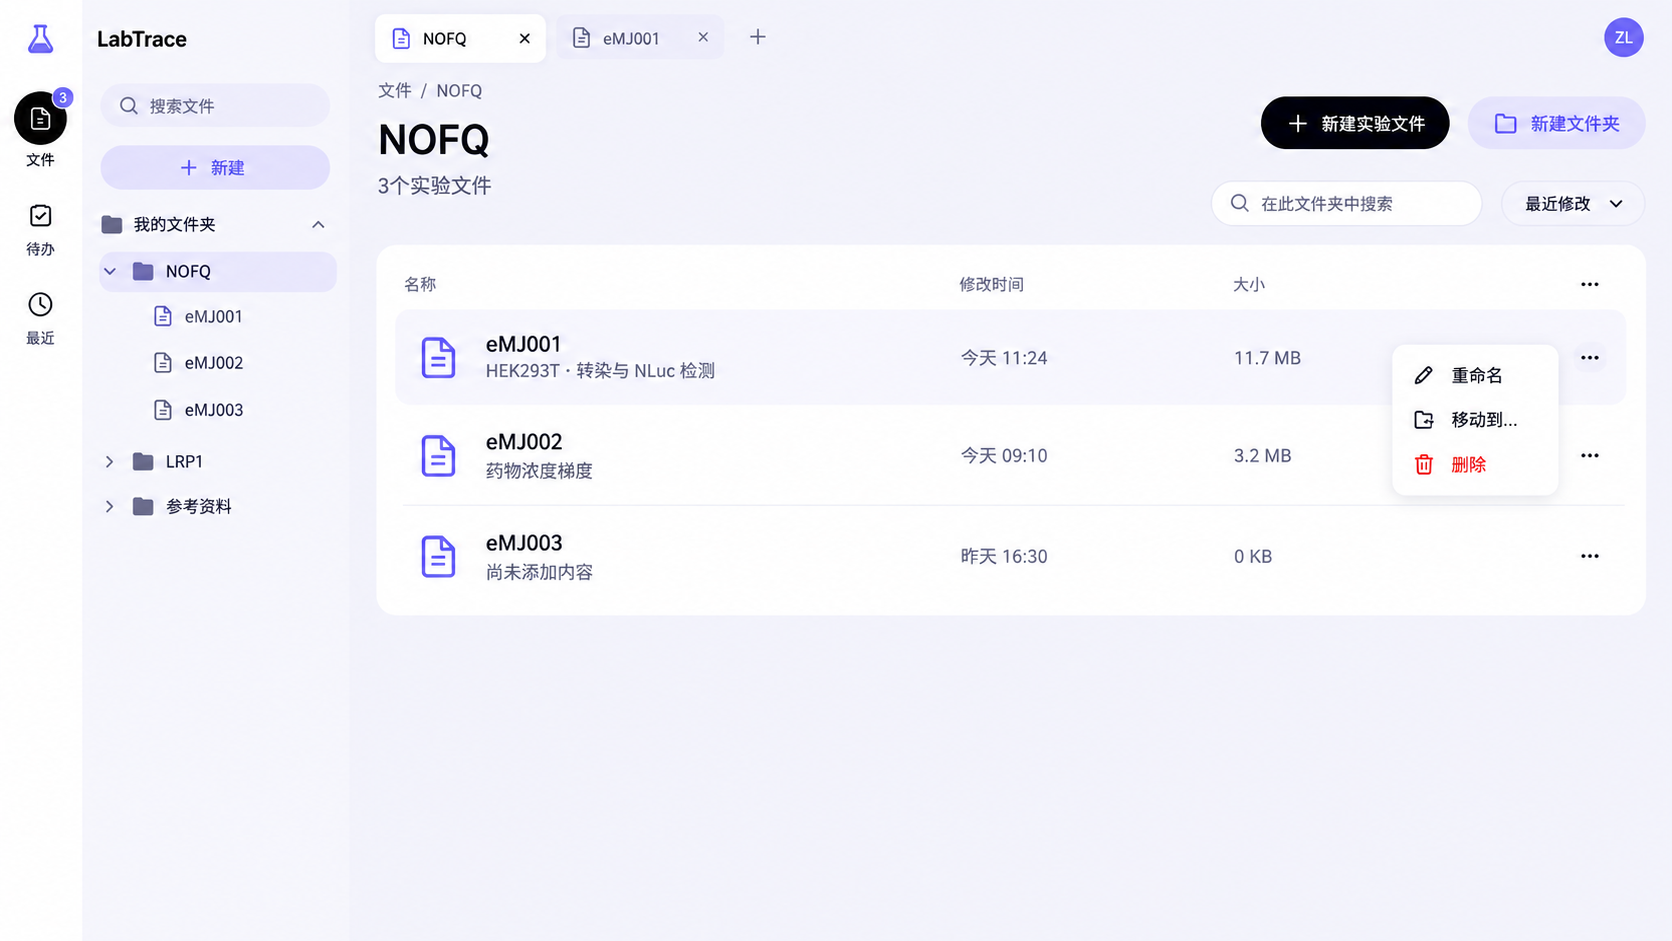 LabTrace
3
文件
待办
最近
搜索文件
+ 新建
我的文件夹
NOFQ
eMJ001
eMJ002
eMJ003
LRP1
参考资料
NOFQ ×
eMJ001 ×
+
ZL
文件 / NOFQ
NOFQ
3个实验文件
+ 新建实验文件
新建文件夹
在此文件夹中搜索
最近修改
名称 修改时间 大小 ···
eMJ001
HEK293T · 转染与 NLuc 检测
今天 11:24
11.7 MB
···
eMJ002
药物浓度梯度
今天 09:10
3.2 MB
···
eMJ003
尚未添加内容
昨天 16:30
0 KB
···
重命名
移动到...
删除